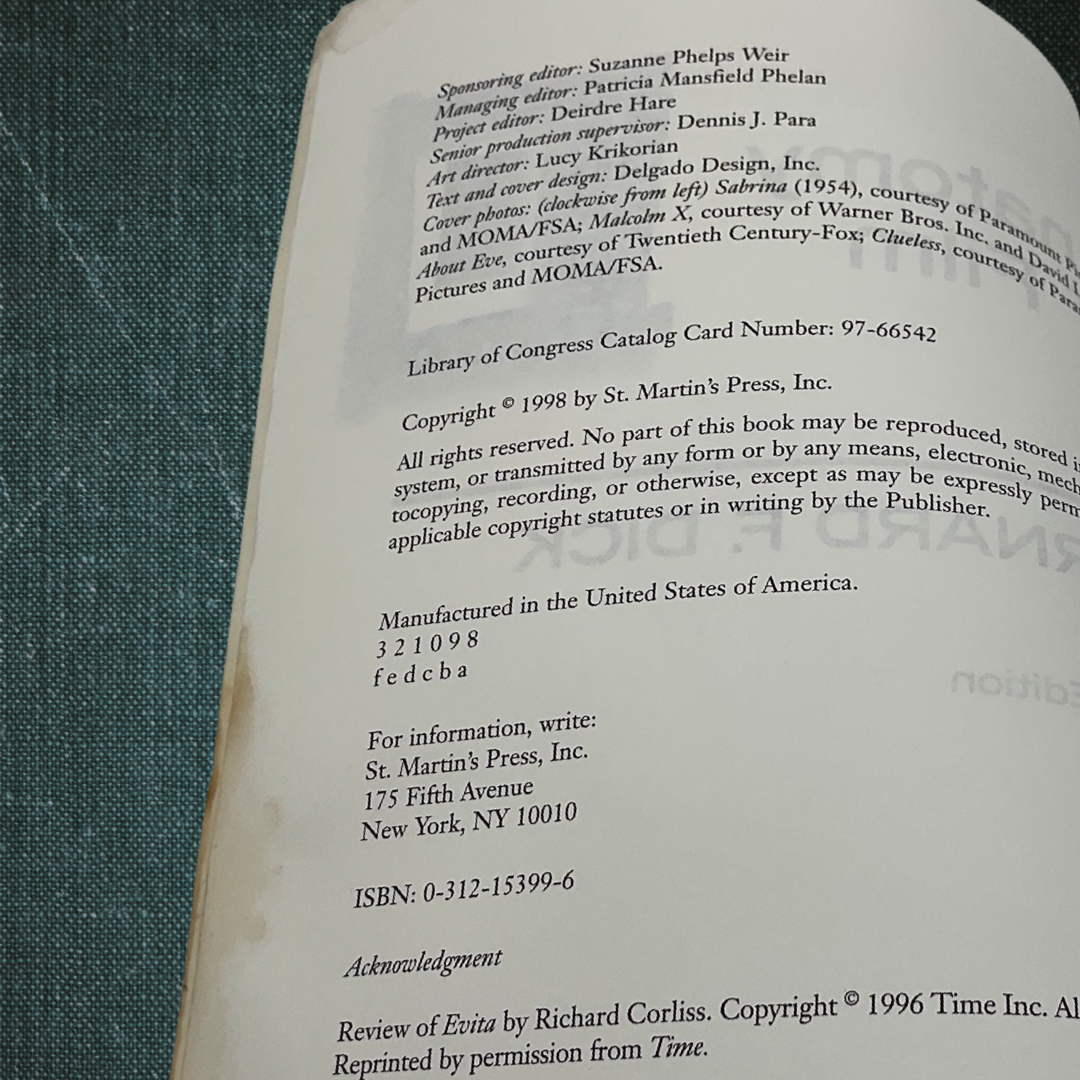 Sponsoring editor: Suzanne Phelps Weir
Managing editor: Patricia Mansfield Phelan
Project editor: Deirdre Hare
Senior production supervisor: Dennis J. Para
Art director: Lucy Krikorian
Text and cover design: Delgado Design, Inc.
Cover photos: (clockwise from left) Sabrina (1954), courtesy of Paramount
and MOMA/FSA; Malcolm X, courtesy of Warner Bros. Inc. and David
About Eve, courtesy of Twentieth Century-Fox; Clueless, courtesy of
Pictures and MOMA/FSA.
Library of Congress Catalog Card Number: 97-66542
Copyright © 1998 by St. Martin's Press, Inc.
All rights reserved. No part of this book may be reproduced, stored
system, or transmitted by any form or by any means, electronic, mech
tocopying, recording, or otherwise, except as may be expressly perm
applicable copyright statutes or in writing by the Publisher.
Manufactured in the United States of America.
3 2 1 0 9 8
f e d c b a
For information, write:
St. Martin's Press, Inc.
175 Fifth Avenue
New York, NY 10010
ISBN: 0-312-15399-6
Acknowledgment
Review of Evita by Richard Corliss. Copyright © 1996 Time Inc. Al
Reprinted by permission from Time.